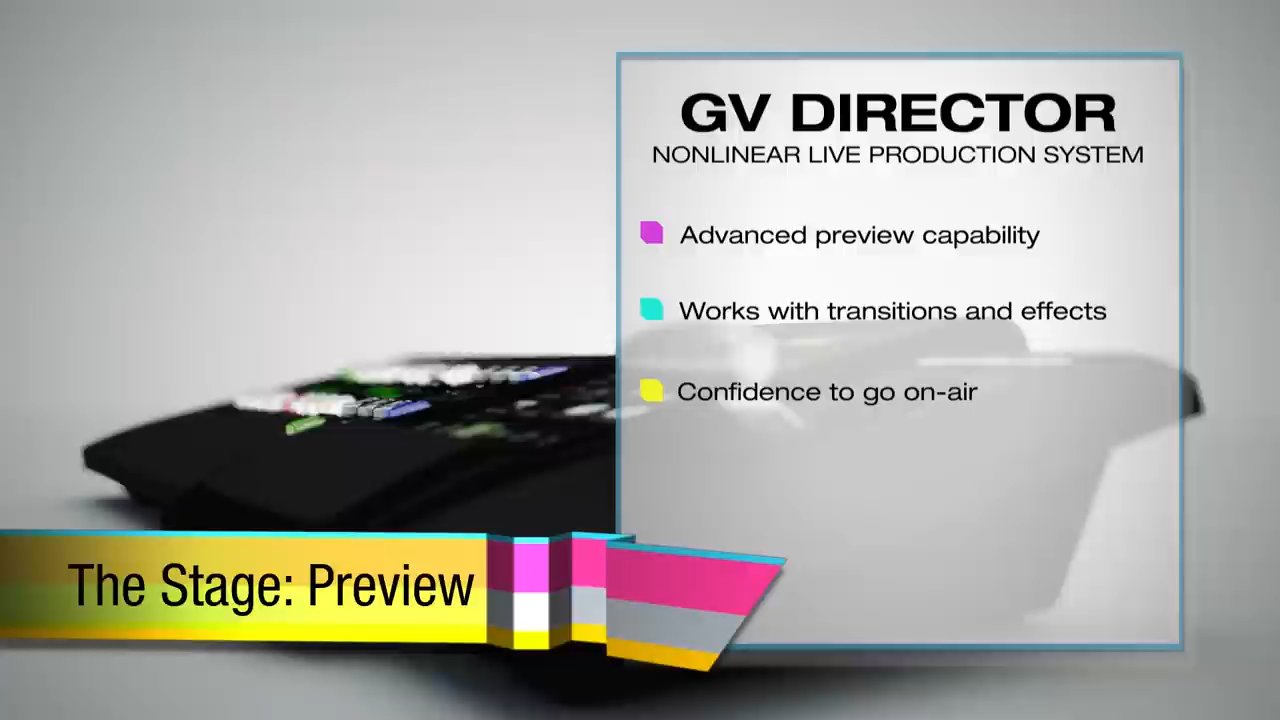 GV DIRECTOR
NONLINEAR LIVE PRODUCTION SYSTEM
Advanced preview capability
Works with transitions and effects
Confidence to go on-air
The Stage: Preview